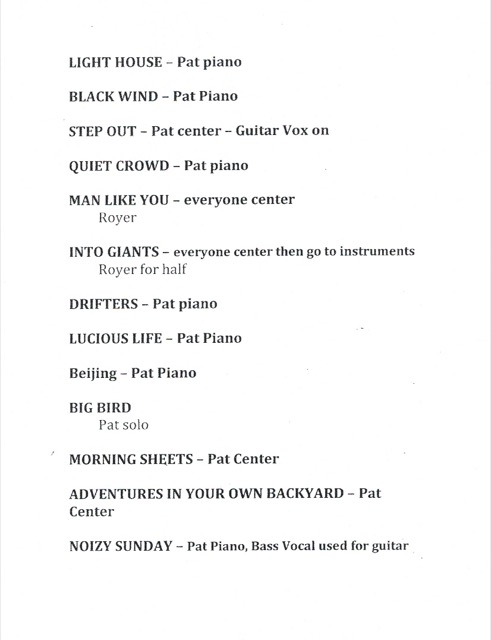 LIGHT HOUSE – Pat piano
BLACK WIND – Pat Piano
STEP OUT – Pat center – Guitar Vox on
QUIET CROWD – Pat piano
MAN LIKE YOU – everyone center
Royer
INTO GIANTS – everyone center then go to instruments
Royer for half
DRIFTERS – Pat piano
LUCIOUS LIFE – Pat Piano
Beijing – Pat Piano
BIG BIRD
Pat solo
MORNING SHEETS – Pat Center
ADVENTURES IN YOUR OWN BACKYARD – Pat
Center
NOIZY SUNDAY – Pat Piano, Bass Vocal used for guitar